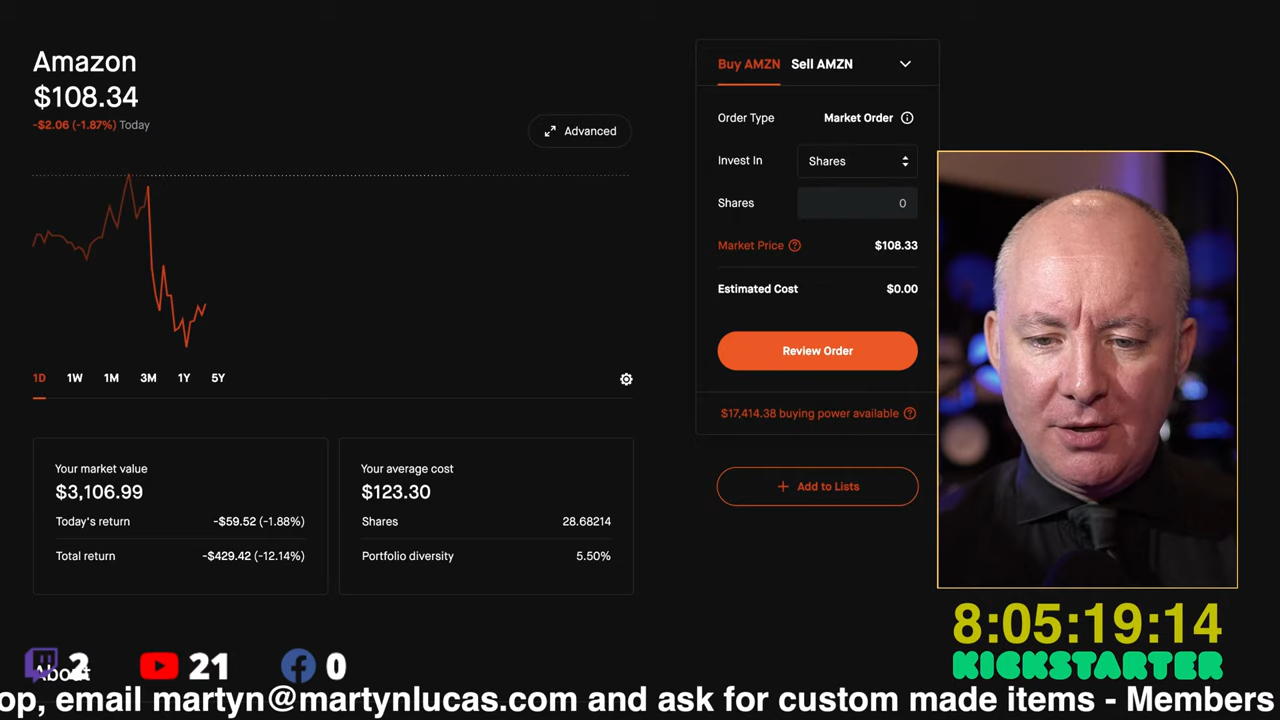 Amazon
$108.34
-$2.06 (-1.87%) Today
Advanced
1D 1W 1M 3M 1Y 5Y
Your market value
$3,106.99
Today's return -$59.52 (-1.88%)
Total return -$429.42 (-12.14%)
Your average cost
$123.30
Shares 28.68214
Portfolio diversity 5.50%
Buy AMZN Sell AMZN
Order Type Market Order
Invest In Shares
Shares 0
Market Price $108.33
Estimated Cost $0.00
Review Order
$17,414.38 buying power available
+ Add to Lists
8:05:19:14
KICKSTARTER
About
2 21 0
op, email martyn@martynlucas.com and ask for custom made items - Members